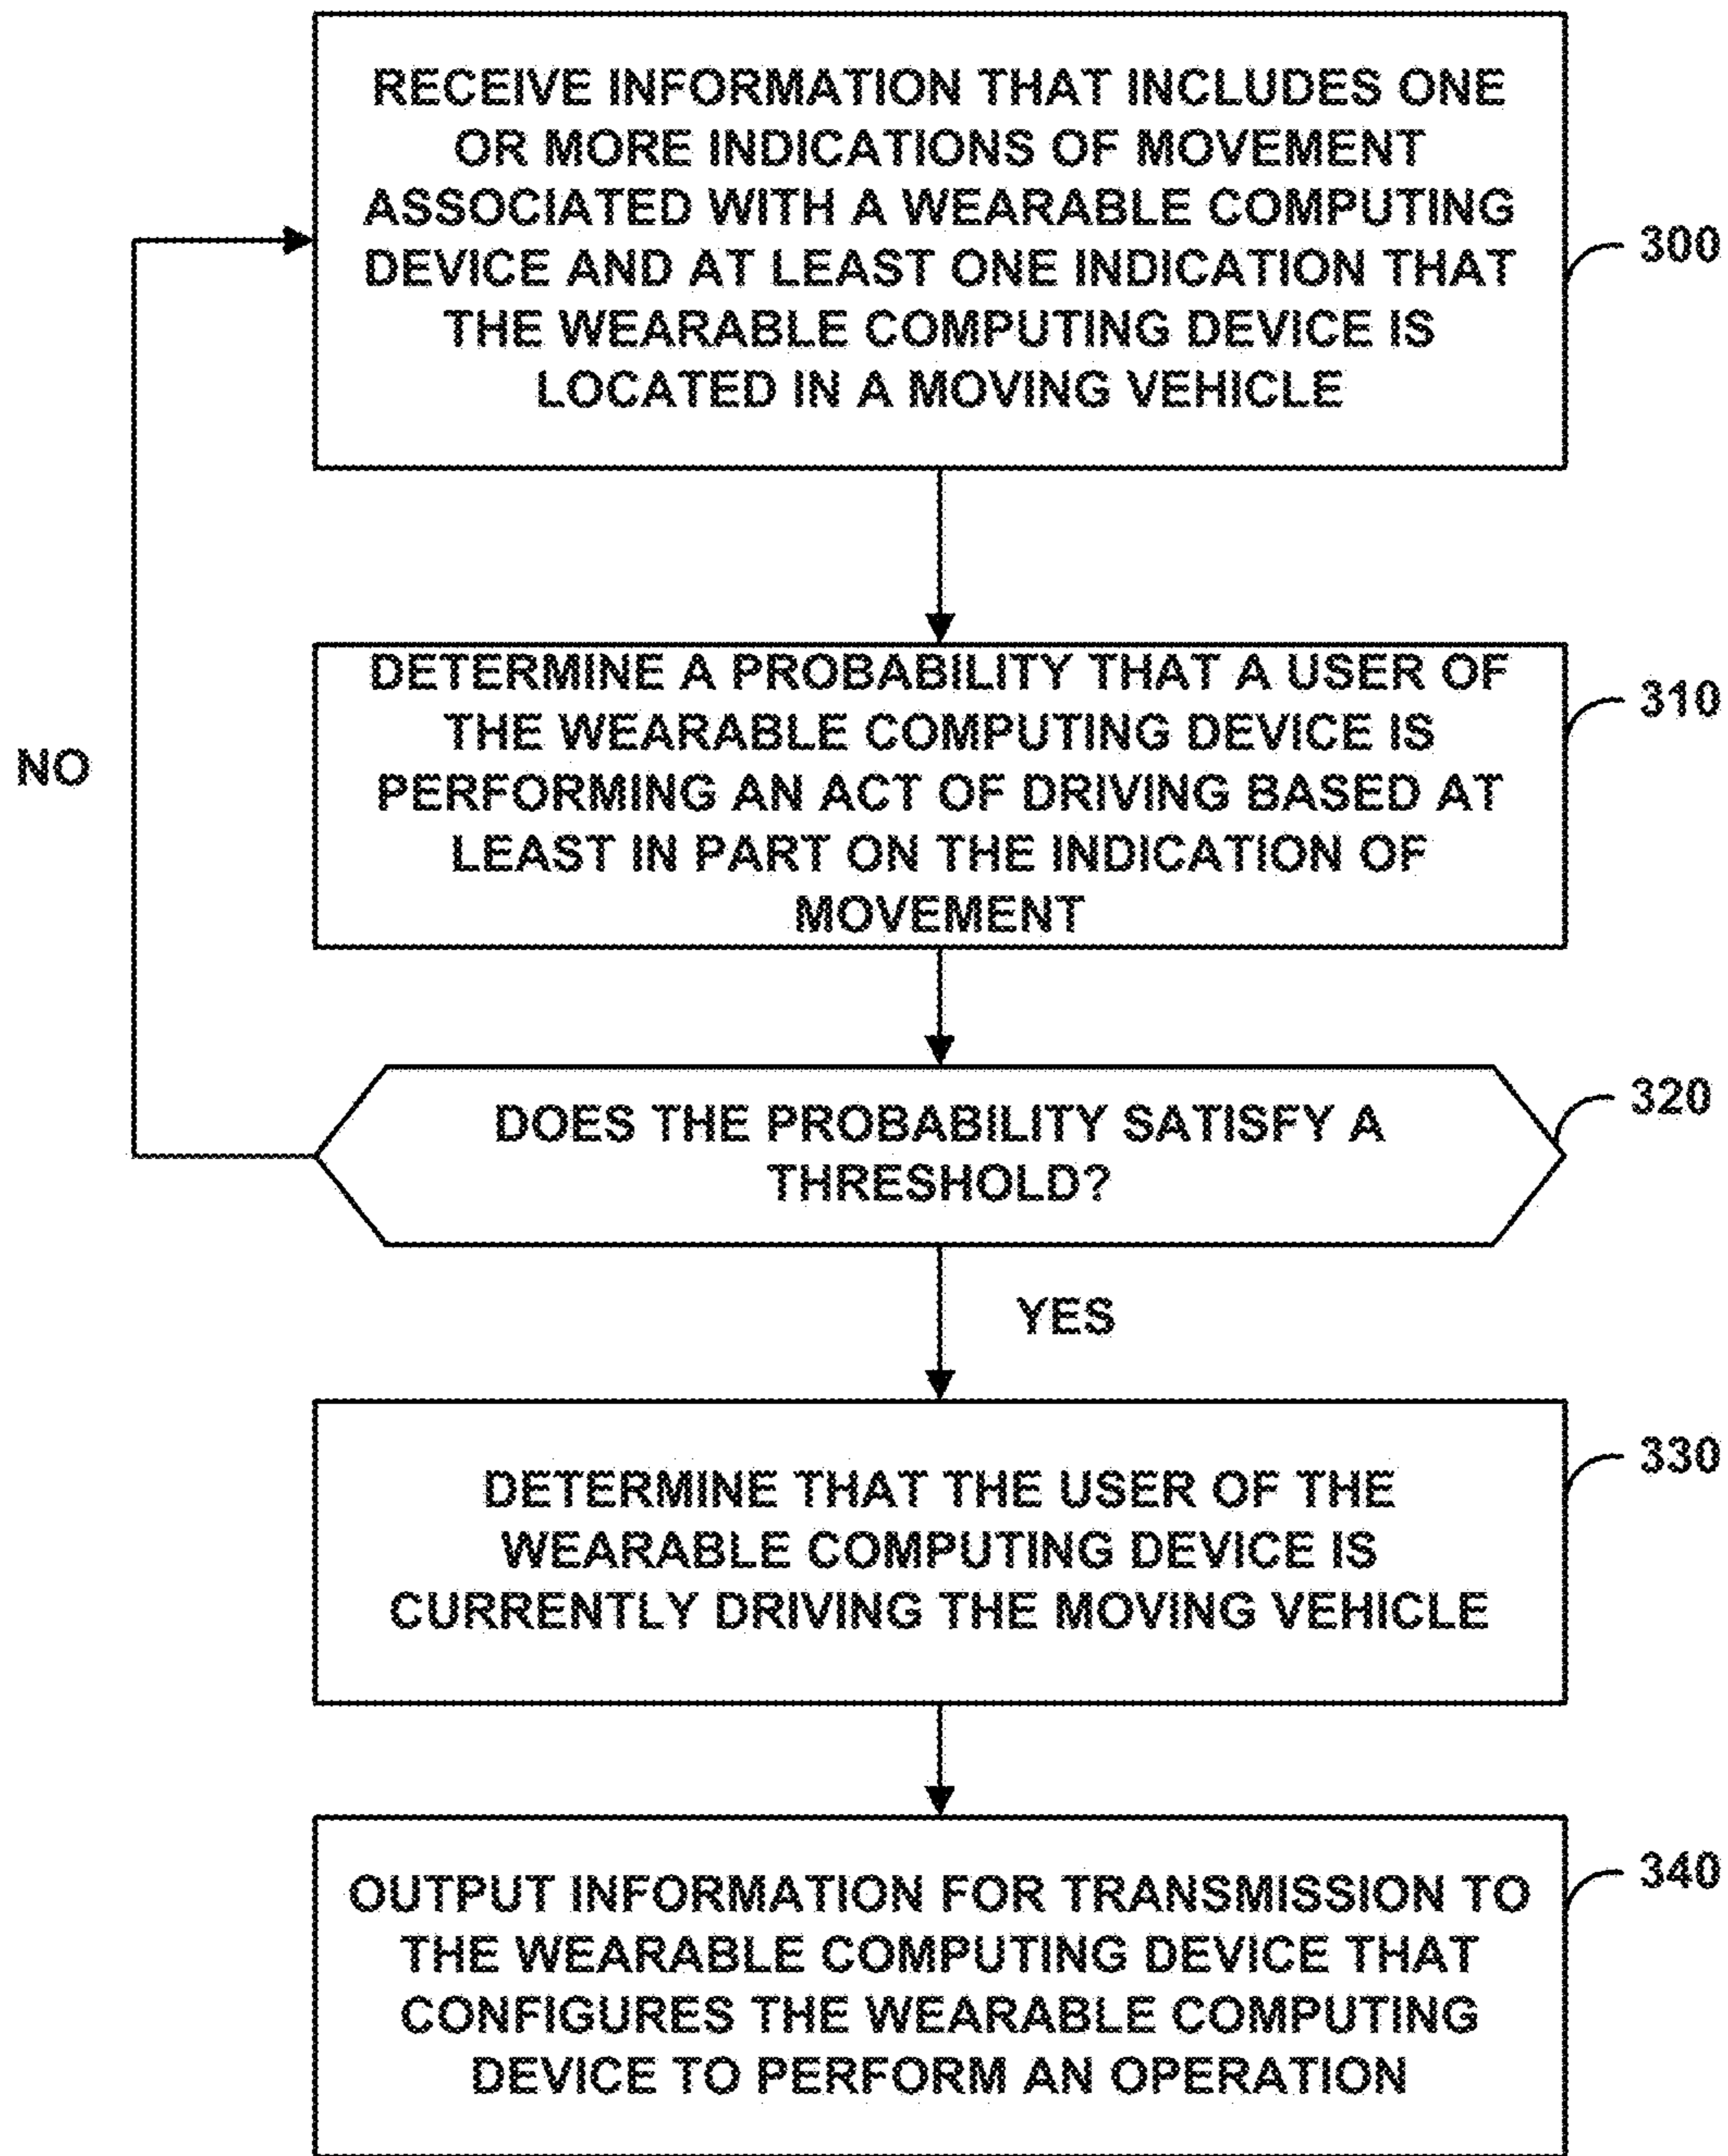 RECEIVE INFORMATION THAT INCLUDES ONE
OR MORE INDICATIONS OF MOVEMENT
ASSOCIATED WITH A WEARABLE COMPUTING
DEVICE AND AT LEAST ONE INDICATION THAT
THE WEARABLE COMPUTING DEVICE IS
LOCATED IN A MOVING VEHICLE
300
DETERMINE A PROBABILITY THAT A USER OF
THE WEARABLE COMPUTING DEVICE IS
PERFORMING AN ACT OF DRIVING BASED AT
LEAST IN PART ON THE INDICATION OF
MOVEMENT
310
NO
DOES THE PROBABILITY SATISFY A
THRESHOLD?
320
YES
DETERMINE THAT THE USER OF THE
WEARABLE COMPUTING DEVICE IS
CURRENTLY DRIVING THE MOVING VEHICLE
330
OUTPUT INFORMATION FOR TRANSMISSION TO
THE WEARABLE COMPUTING DEVICE THAT
CONFIGURES THE WEARABLE COMPUTING
DEVICE TO PERFORM AN OPERATION
340